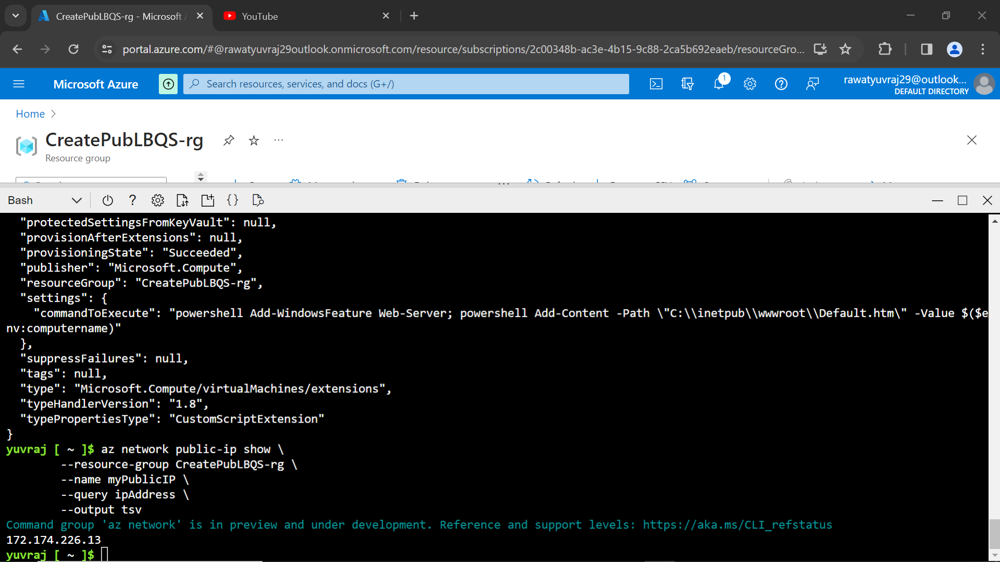 CreatePubLBQS-rg - Microsoft
YouTube
portal.azure.com/#@rawatyuvraj29outlook.onmicrosoft.com/resource/subscriptions/2c00348b-ac3e-4b15-9c88-2ca5b692eaeb/resourceGro...
Microsoft Azure
Search resources, services, and docs (G+/)
1
rawatyuvraj29@outlook...
DEFAULT DIRECTORY
Home
CreatePubLBQS-rg
...
Resource group
Bash
"protectedSettingsFromKeyVault": null,
"provisionAfterExtensions": null,
"provisioningState": "Succeeded",
"publisher": "Microsoft.Compute",
"resourceGroup": "CreatePubLBQS-rg",
"settings": {
"commandToExecute": "powershell Add-WindowsFeature Web-Server; powershell Add-Content -Path \"C:\\inetpub\\wwwroot\\Default.htm\" -Value $($e
nv:computername)"
},
"suppressFailures": null,
"tags": null,
"type": "Microsoft.Compute/virtualMachines/extensions",
"typeHandlerVersion": "1.8",
"typePropertiesType": "CustomScriptExtension"
}
yuvraj [ ~ ]$ az network public-ip show \
--resource-group CreatePubLBQS-rg \
--name myPublicIP \
--query ipAddress \
--output tsv
Command group 'az network' is in preview and under development. Reference and support levels: https://aka.ms/CLI_refstatus
172.174.226.13
yuvraj [ ~ ]$